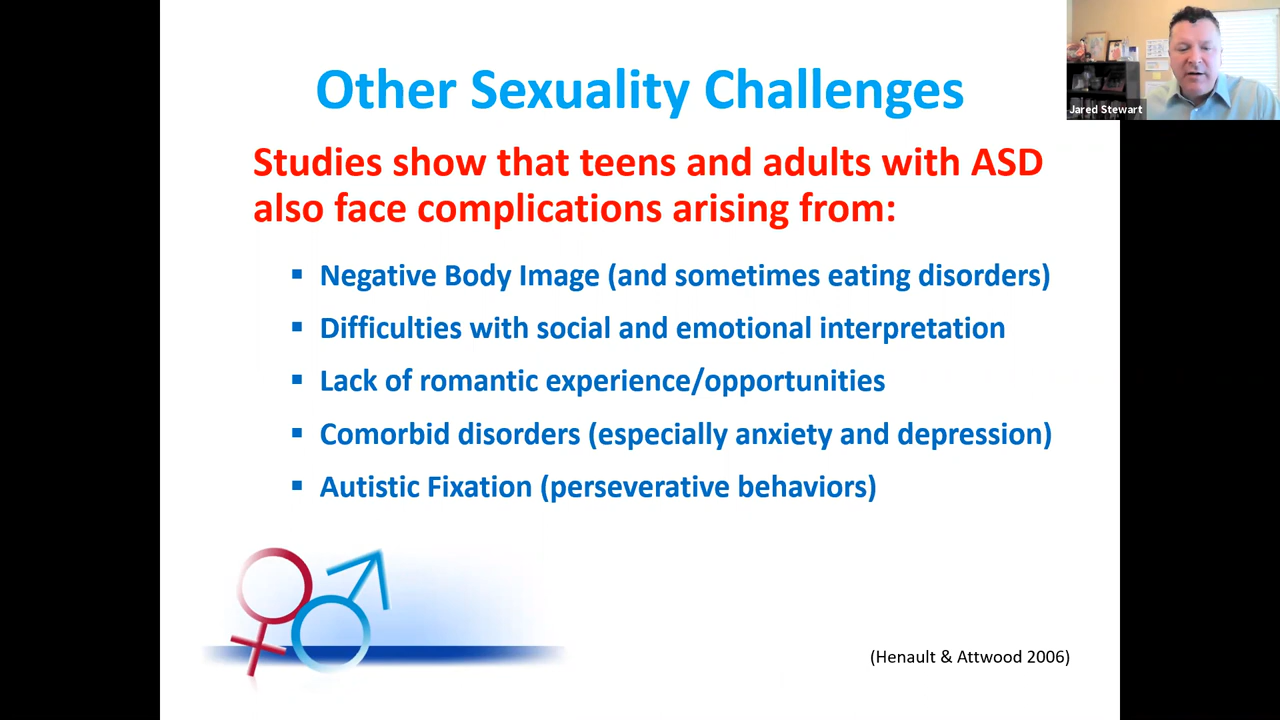 Other Sexuality Challenges
Jared Stewart
Studies show that teens and adults with ASD
also face complications arising from:
▪ Negative Body Image (and sometimes eating disorders)
▪ Difficulties with social and emotional interpretation
▪ Lack of romantic experience/opportunities
▪ Comorbid disorders (especially anxiety and depression)
▪ Autistic Fixation (perseverative behaviors)
(Henault & Attwood 2006)